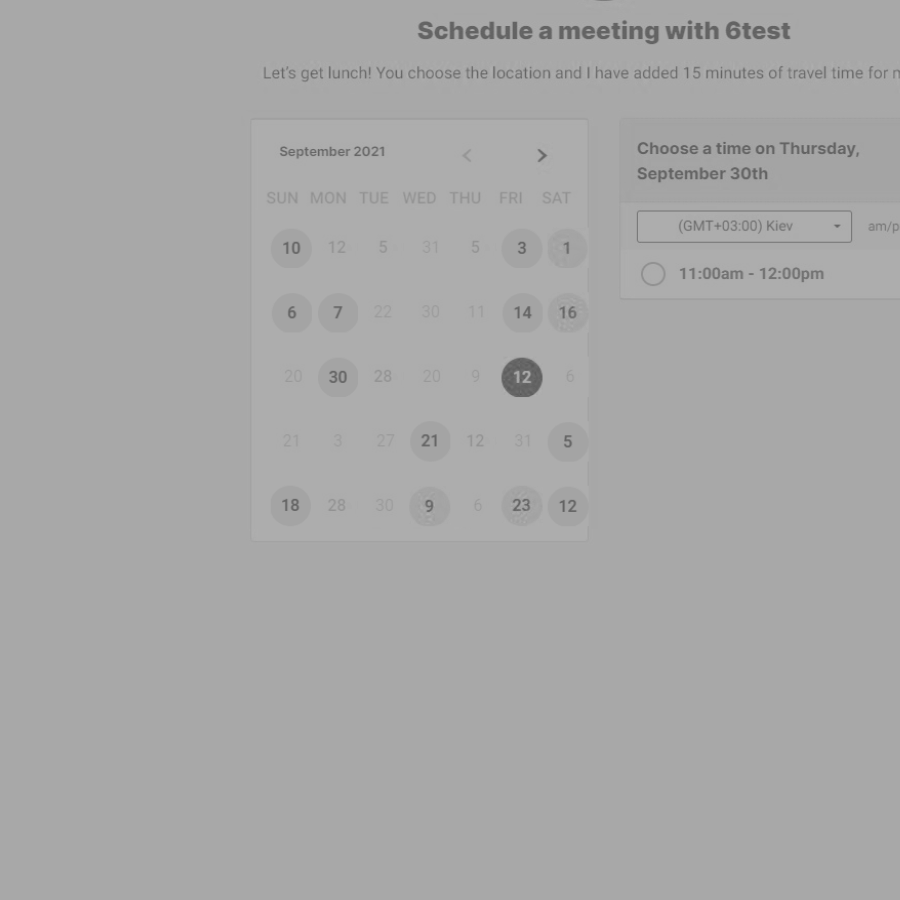 Schedule a meeting with 6test
Let's get lunch! You choose the location and I have added 15 minutes of travel time for
September 2021
SUN MON TUE WED THU FRI SAT
10 12 5 31 5 3 1
6 7 22 30 11 14 16
20 30 28 20 9 12 6
21 3 27 21 12 31 5
18 28 30 9 6 23 12
Choose a time on Thursday,
September 30th
(GMT+03:00) Kiev
am/p
11:00am - 12:00pm